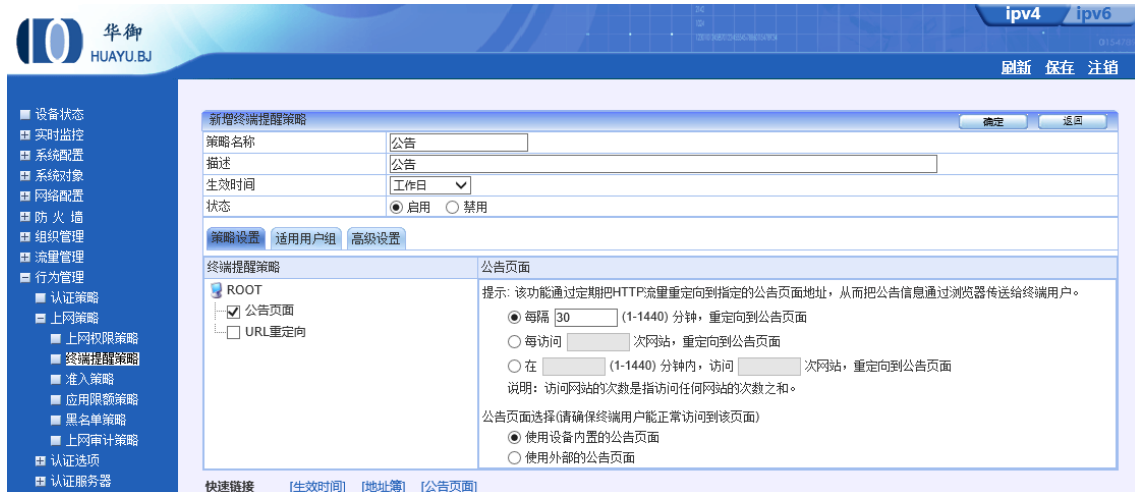 华御
HUAYU.BJ
ipv4 ipv6
刷新 保存 注销
设备状态
实时监控
系统配置
系统对象
网络配置
防 火 墙
组织管理
流量管理
行为管理
认证策略
上网策略
上网权限策略
终端提醒策略
准入策略
应用限额策略
黑名单策略
上网审计策略
认证选项
认证服务器
新增终端提醒策略 确定 返回
策略名称 公告
描述 公告
生效时间 工作日
状态 启用 禁用
策略设置 适用用户组 高级设置
终端提醒策略 公告页面
ROOT
公告页面
URL重定向
提示: 该功能通过定期把HTTP流量重定向到指定的公告页面地址，从而把公告信息通过浏览器传送给终端用户。
每隔 30 (1-1440) 分钟，重定向到公告页面
每访问 次网站，重定向到公告页面
在 (1-1440) 分钟内，访问 次网站，重定向到公告页面
说明：访问网站的次数是指访问任何网站的次数之和。
公告页面选择(请确保终端用户能正常访问到该页面)
使用设备内置的公告页面
使用外部的公告页面
快速链接 [生效时间] [地址簿] [公告页面]